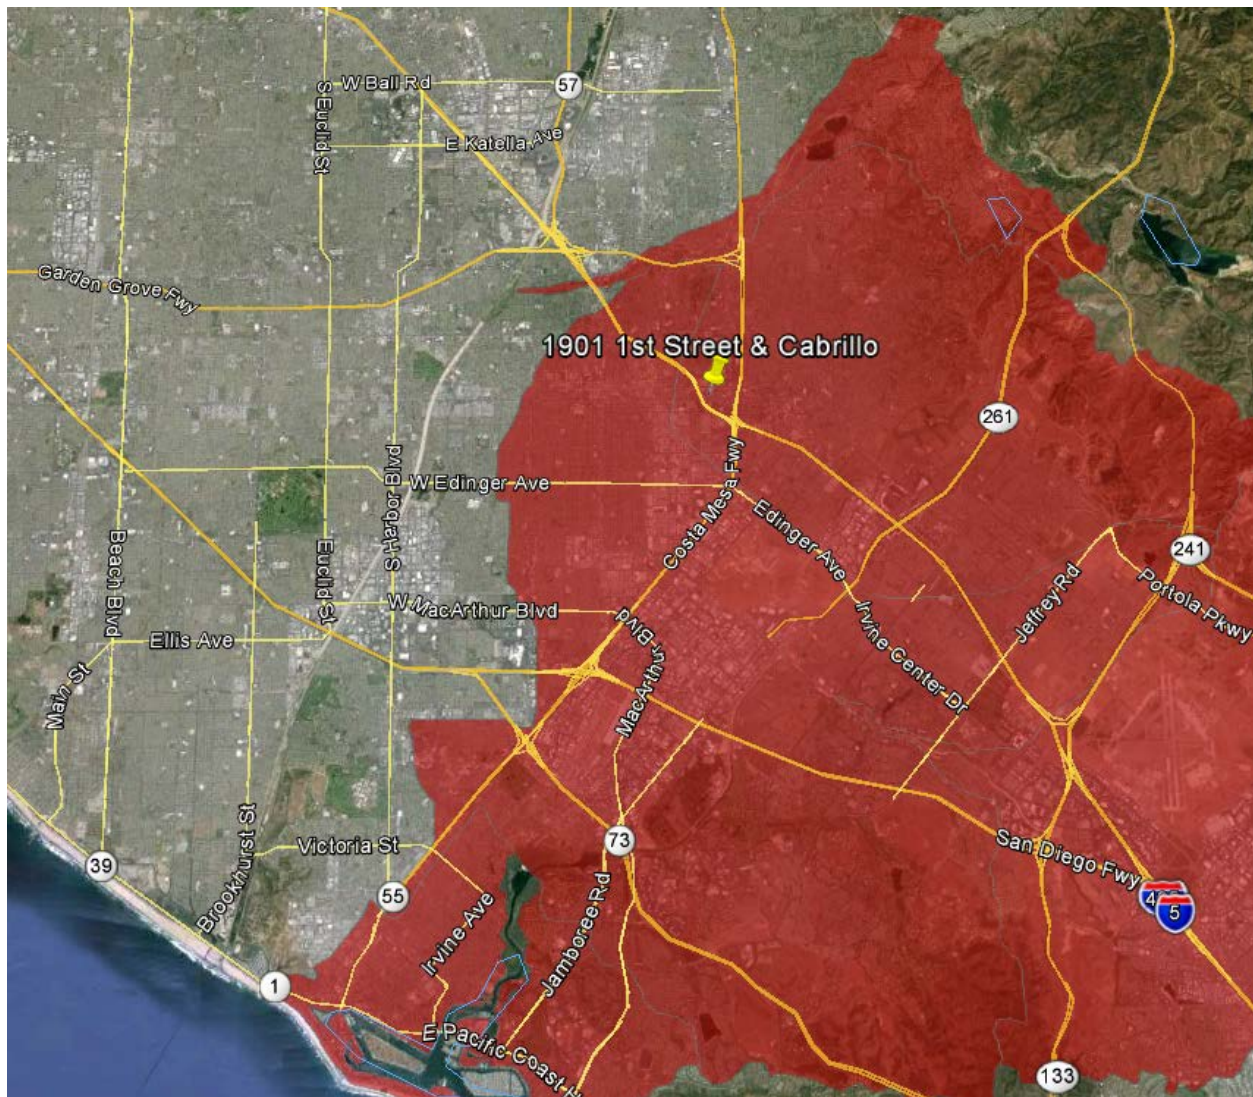 W Ball Rd
57
S Euclid St
E Katella Ave
Garden Grove Fwy
1901 1st Street & Cabrillo
261
S Harbor Blvd
Costa Mesa Fwy
W Edinger Ave
Edinger Ave
Beach Blvd
Euclid St
241
Jeffrey Rd
Portola Pkwy
W MacArthur Blvd
Blvd
MacArthur
Ellis Ave
Irvine Center Dr
Main St
Brookhurst St
Victoria St
73
San Diego Fwy
39
55
5
Irvine Ave
Jamboree Rd
1
E Pacific Coast H
133